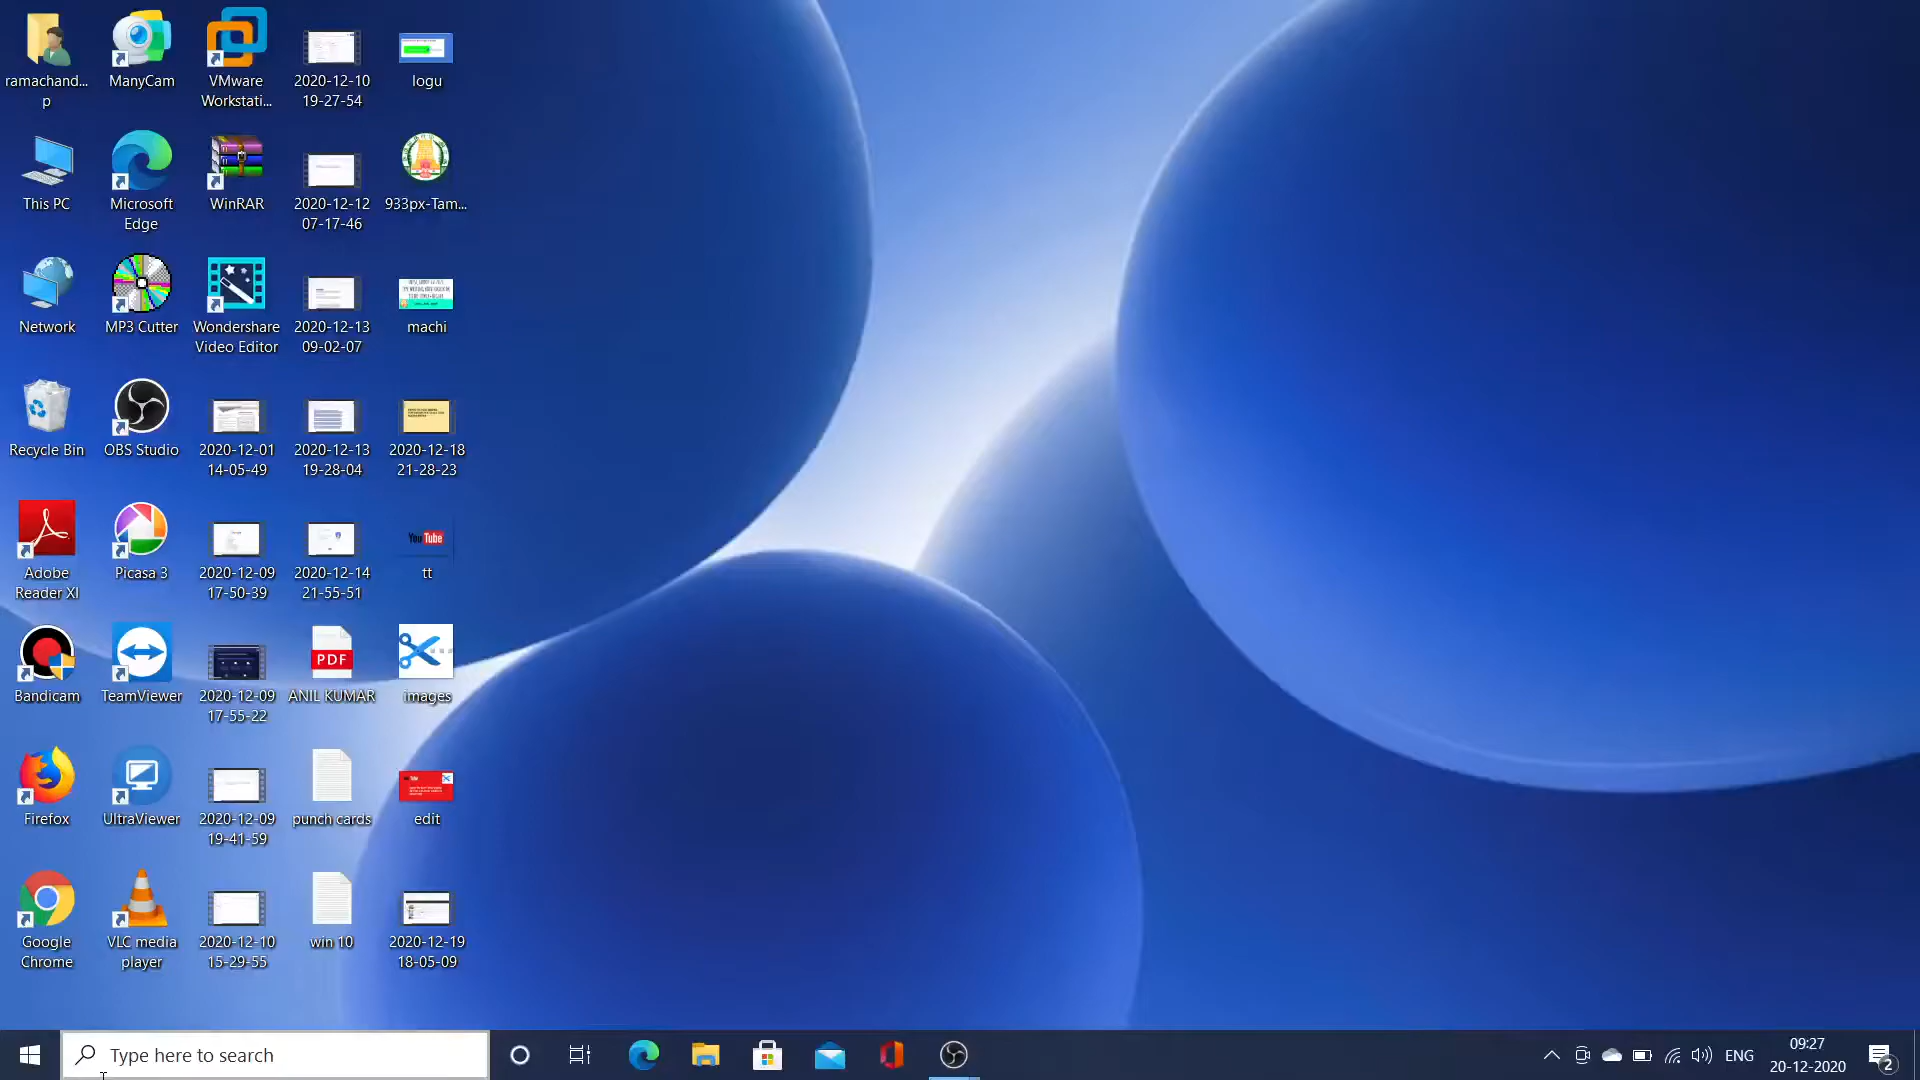 ramachand...
p
ManyCam
VMware
Workstati...
2020-12-10
19-27-54
logu
This PC
Microsoft
Edge
WinRAR
2020-12-12
07-17-46
933px-Tam...
Network
MP3 Cutter
Wondershare
Video Editor
2020-12-13
09-02-07
machi
Recycle Bin
OBS Studio
2020-12-01
14-05-49
2020-12-13
19-28-04
2020-12-18
21-28-23
Adobe
Reader XI
Picasa 3
2020-12-09
17-50-39
2020-12-14
21-55-51
YouTube
tt
Bandicam
TeamViewer
2020-12-09
17-55-22
PDF
ANIL KUMAR
images
Firefox
UltraViewer
2020-12-09
19-41-59
punch cards
edit
Google
Chrome
VLC media
player
2020-12-10
15-29-55
win 10
2020-12-19
18-05-09
Type here to search
ENG
09:27
20-12-2020
2